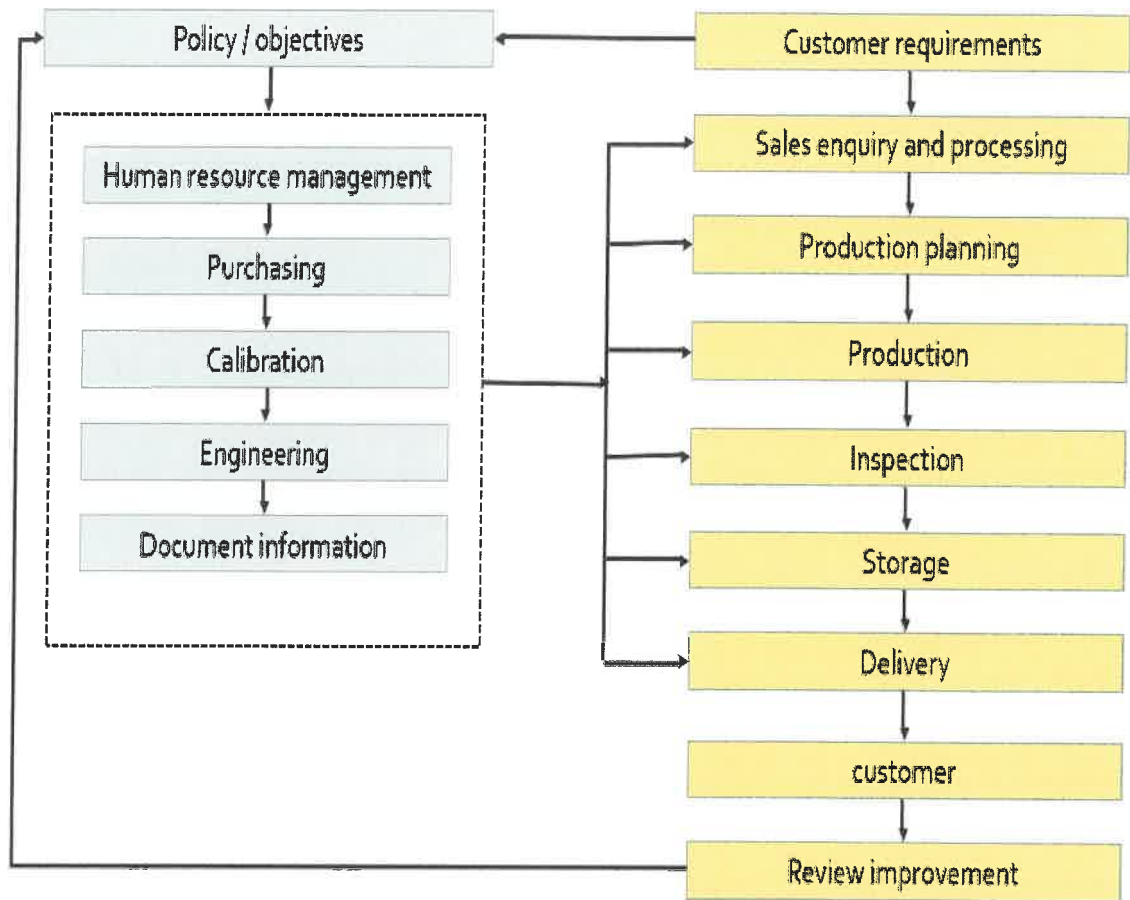 Policy / objectives
Human resource management
Purchasing
Calibration
Engineering
Document information
Customer requirements
Sales enquiry and processing
Production planning
Production
Inspection
Storage
Delivery
customer
Review improvement